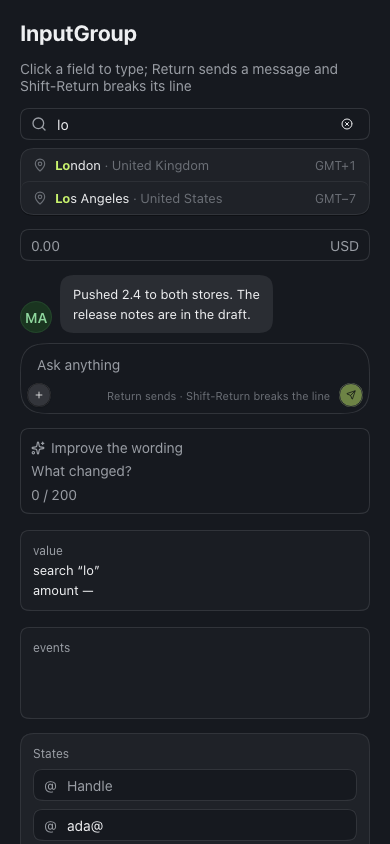 InputGroup
Click a field to type; Return sends a message and
Shift-Return breaks its line
lo
London · United Kingdom GMT+1
Los Angeles · United States GMT−7
0.00 USD
Pushed 2.4 to both stores. The
release notes are in the draft.
MA
Ask anything
Return sends · Shift-Return breaks the line
Improve the wording
What changed?
0 / 200
value
search “lo”
amount —
events
States
@ Handle
@ ada@